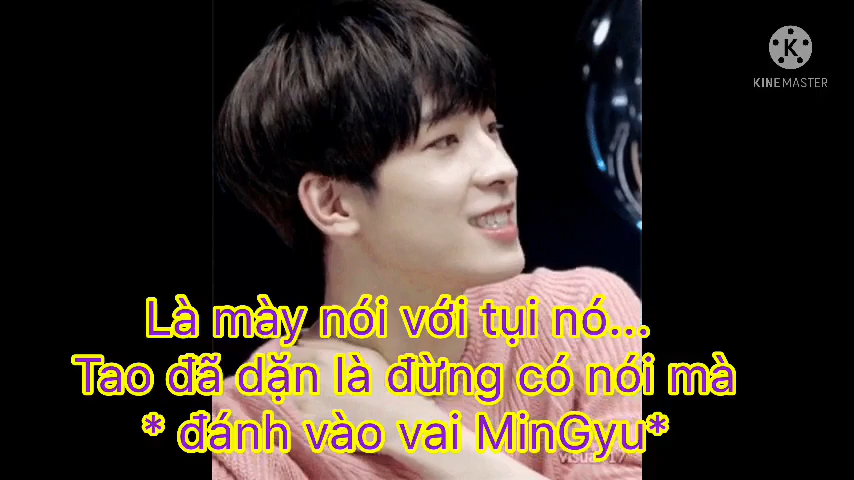 KINEMASTER
Là mày nói với tụi nó...
Tao đã dặn là đừng có nói mà
* đánh vào vai MinGyu*